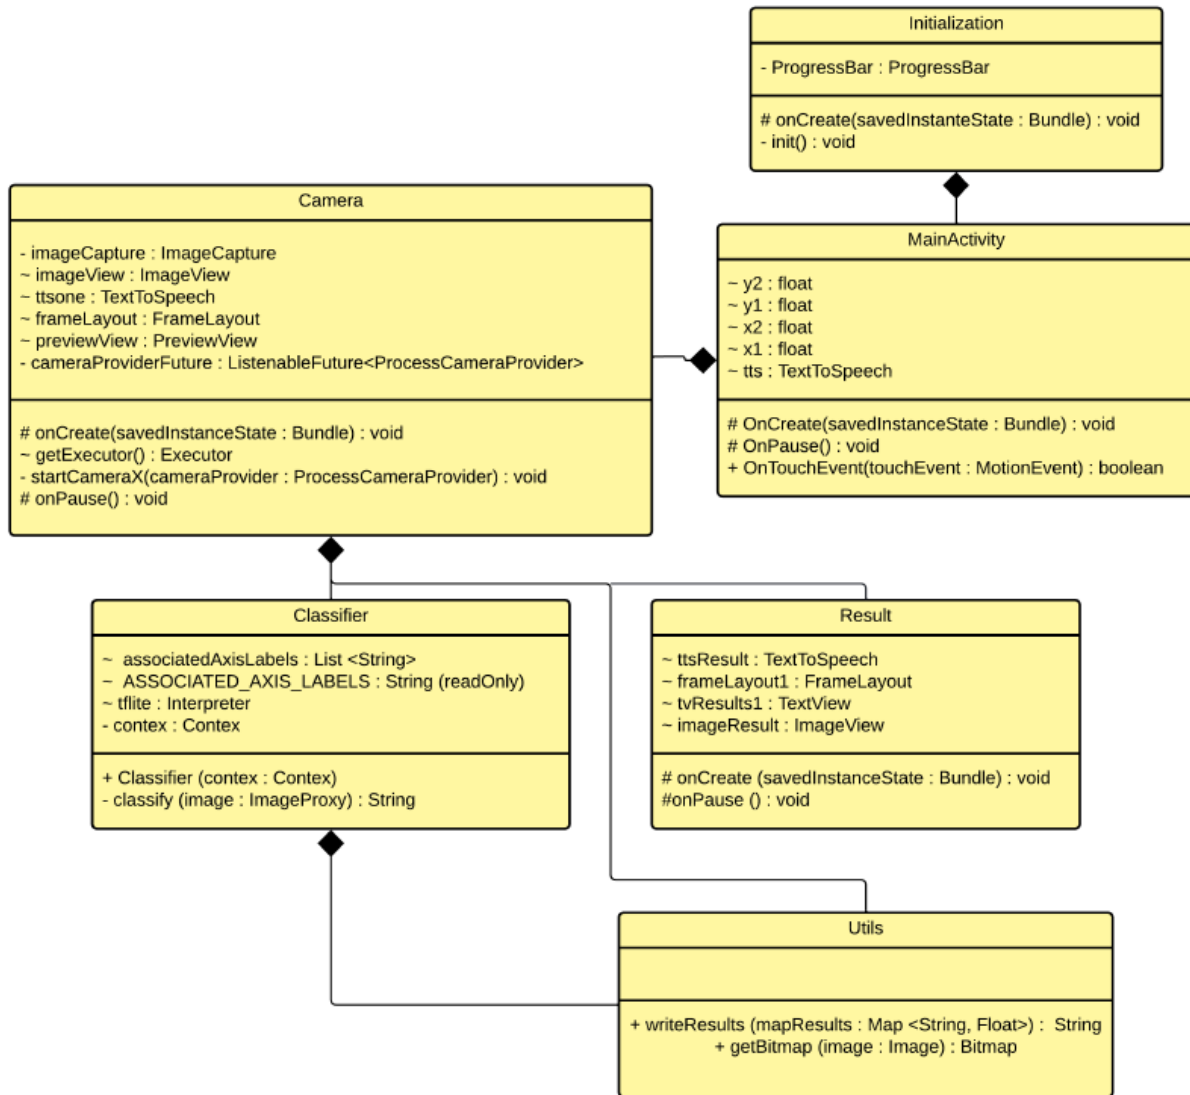 Initialization
- ProgressBar : ProgressBar
# onCreate(savedInstanteState : Bundle) : void
- init() : void
Camera
- imageCapture : ImageCapture
~ imageView : ImageView
~ ttsone : TextToSpeech
~ frameLayout : FrameLayout
~ previewView : PreviewView
- cameraProviderFuture : ListenableFuture<ProcessCameraProvider>
# onCreate(savedInstanceState : Bundle) : void
~ getExecutor() : Executor
- startCameraX(cameraProvider : ProcessCameraProvider) : void
# onPause() : void
MainActivity
~ y2 : float
~ y1 : float
~ x2 : float
~ x1 : float
~ tts : TextToSpeech
# OnCreate(savedInstanceState : Bundle) : void
# OnPause() : void
+ OnTouchEvent(touchEvent : MotionEvent) : boolean
Classifier
~ associatedAxisLabels : List <String>
~ ASSOCIATED_AXIS_LABELS : String (readOnly)
~ tflite : Interpreter
- contex : Contex
+ Classifier (contex : Contex)
- classify (image : ImageProxy) : String
Result
~ ttsResult : TextToSpeech
~ frameLayout1 : FrameLayout
~ tvResults1 : TextView
~ imageResult : ImageView
# onCreate (savedInstanceState : Bundle) : void
#onPause () : void
Utils
+ writeResults (mapResults : Map <String, Float>) : String
+ getBitmap (image : Image) : Bitmap